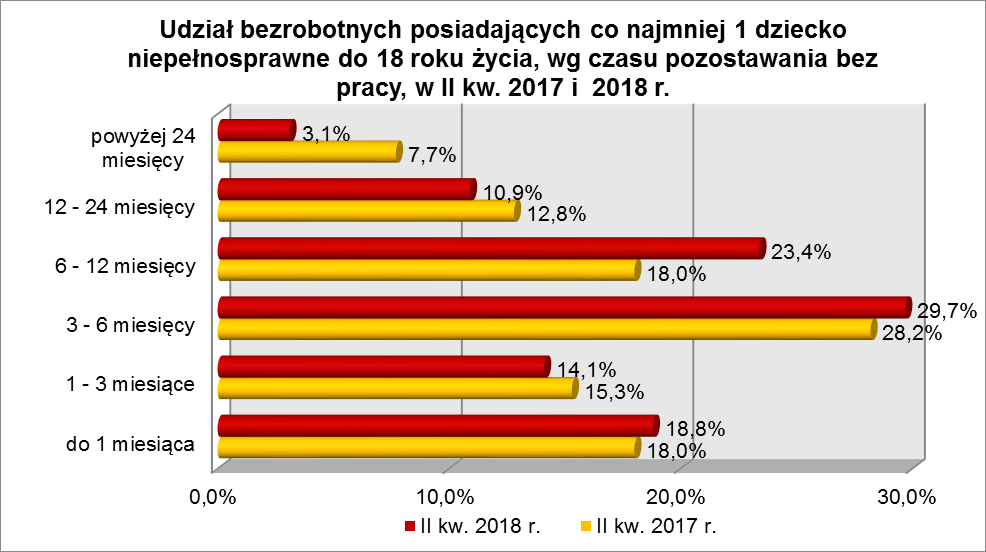 Udział bezrobotnych posiadających co najmniej 1 dziecko
niepełnosprawne do 18 roku życia, wg czasu pozostawania bez
pracy, w II kw. 2017 i  2018 r.
powyżej 24
miesięcy
3,1%
7,7%
12 - 24 miesięcy
10,9%
12,8%
6 - 12 miesięcy
23,4%
18,0%
3 - 6 miesięcy
29,7%
28,2%
1 - 3 miesiące
14,1%
15,3%
do 1 miesiąca
18,8%
18,0%
0,0% 10,0% 20,0% 30,0%
II kw. 2018 r. II kw. 2017 r.